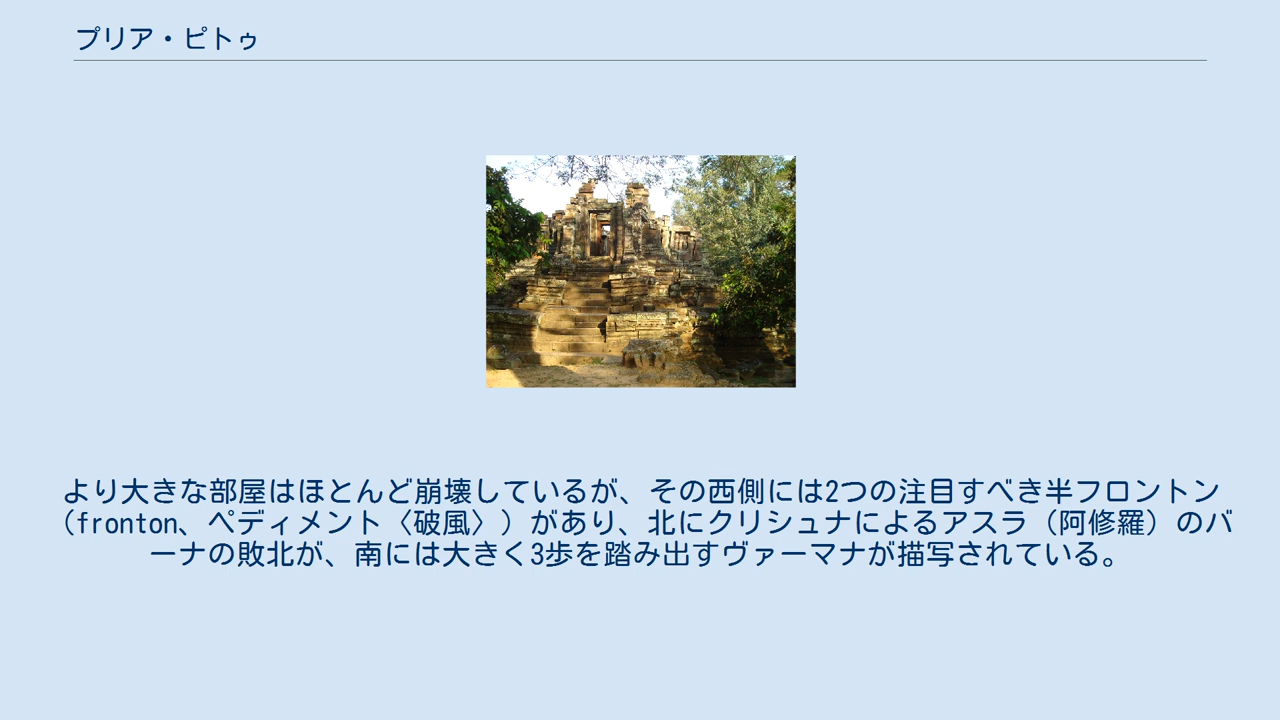 プリア・ピトゥ
より大きな部屋はほとんど崩壊しているが、その西側には2つの注目すべき半フロントン
（fronton、ペディメント〈破風〉）があり、北にクリシュナによるアスラ（阿修羅）のバ
ーナの敗北が、南には大きく3歩を踏み出すヴァーマナが描写されている。